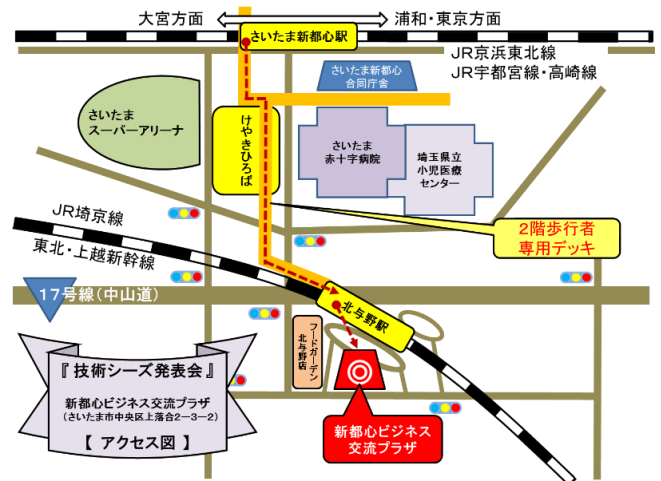 大宮方面
浦和・東京方面
さいたま新都心駅
JR京浜東北線
JR宇都宮線・高崎線
さいたま新都心
合同庁舎
さいたま
スーパーアリーナ
けやきひろば
さいたま
赤十字病院
埼玉県立
小児医療
センター
2階歩行者
専用デッキ
JR埼京線
東北・上越新幹線
17号線(中山道)
北与野駅
フードガーデン
北与野店
『 技術シーズ発表会 』
新都心ビジネス交流プラザ
(さいたま市中央区上落合2-3-2)
【 アクセス図 】
新都心ビジネス
交流プラザ